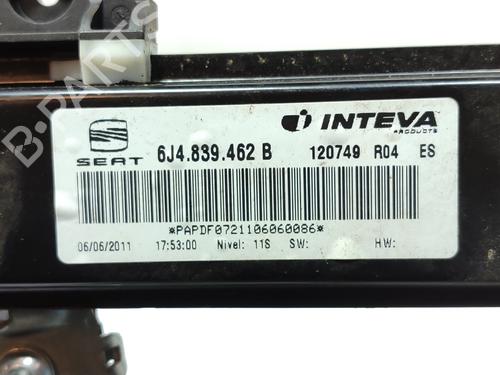 SEAT
6J4.839.462 B
INTEVA
PRODUCTS
120749 R04 ES
*PAPDF0721106060086*
06/06/2011 17:53:00 Nivel: 11S SW: HW:
B-PARTS